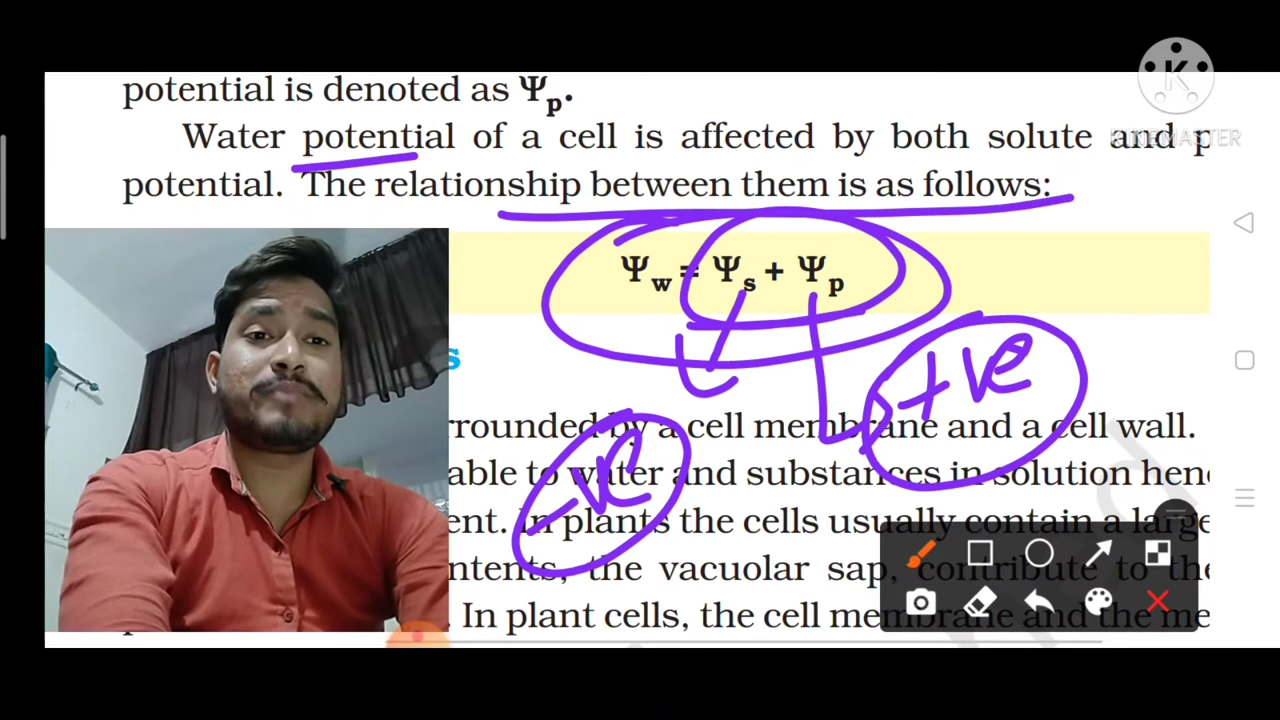 potential is denoted as Ψp.
K
KINEMASTER
Water potential of a cell is affected by both solute and p
potential. The relationship between them is as follows:
Ψw = Ψs + Ψp
+ve
s
rrounded by a cell membrane and a cell wall.
-ve
able to water and substances in solution hen
ent. In plants the cells usually contain a large
ntents, the vacuolar sap, contribute to the
. In plant cells, the cell membrane and the me